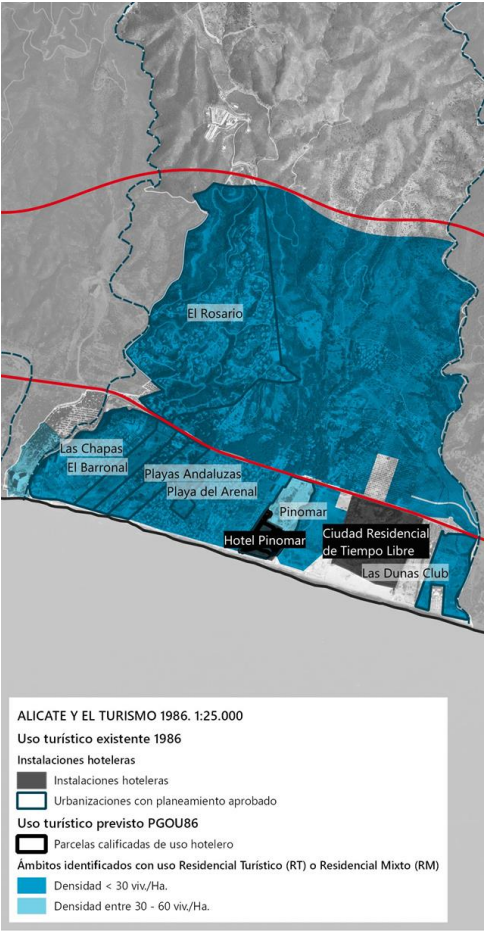 El Rosario
Las Chapas
El Barronal
Playas Andaluzas
Playa del Arenal
Pinomar
Hotel Pinomar
Ciudad Residencial
de Tiempo Libre
Las Dunas Club
ALICATE Y EL TURISMO 1986. 1:25.000
Uso turístico existente 1986
Instalaciones hoteleras
Instalaciones hoteleras
Urbanizaciones con planeamiento aprobado
Uso turístico previsto PGOU86
Parcelas calificadas de uso hotelero
Ámbitos identificados con uso Residencial Turístico (RT) o Residencial Mixto (RM)
Densidad < 30 viv./Ha.
Densidad entre 30 - 60 viv./Ha.